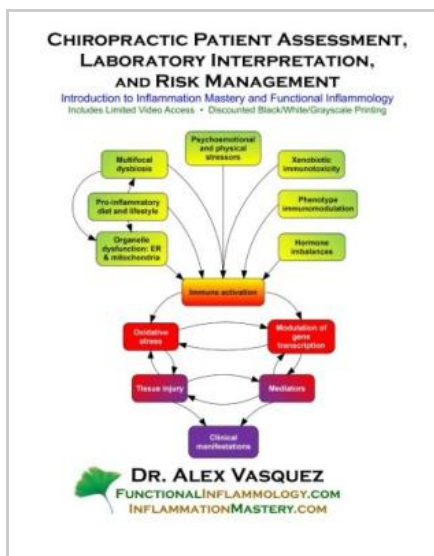 CHIROPRACTIC PATIENT ASSESSMENT,
LABORATORY INTERPRETATION,
AND RISK MANAGEMENT
Introduction to Inflammation Mastery and Functional Inflammology
Includes Limited Video Access • Discounted Black/White/Grayscale Printing
Psychoemotional
and physical
stressors
Multifocal
dysbiosis
Xenobiotic
immunotoxicity
Pro-inflammatory
diet and lifestyle
Phenotype
immunomodulation
Organelle
dysfunction: ER
& mitochondria
Hormone
imbalances
Immune activation
Oxidative
stress
Modulation of
gene
transcription
Tissue injury
Mediators
Clinical
manifestations
DR. ALEX VASQUEZ
FUNCTIONALINFLAMMOLOGY.COM
INFLAMMATIONMASTERY.COM